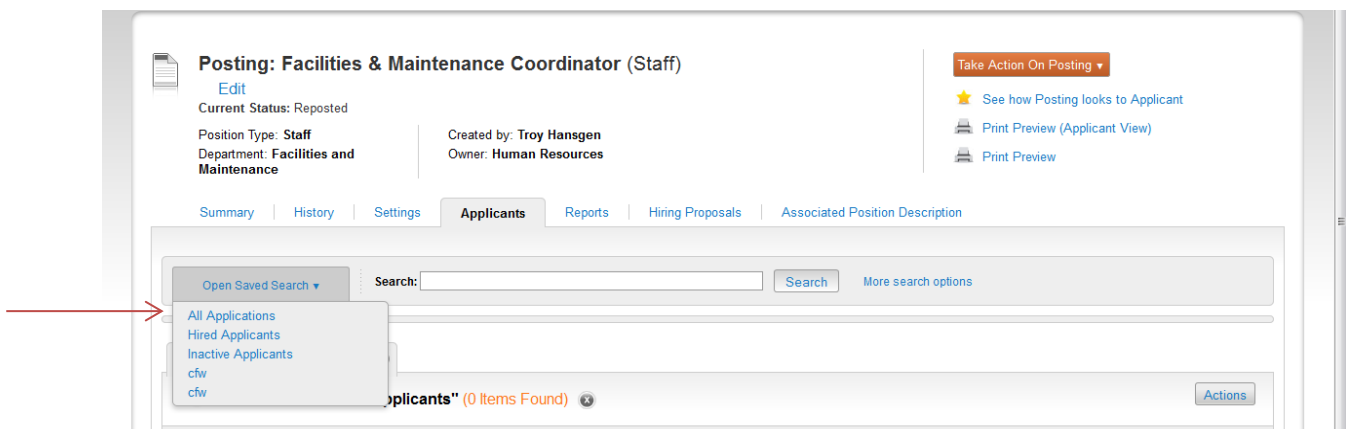 Posting: Facilities & Maintenance Coordinator (Staff)
Edit
Current Status: Reposted
Position Type: Staff
Department: Facilities and
Maintenance
Created by: Troy Hansgen
Owner: Human Resources
Take Action On Posting ▾
See how Posting looks to Applicant
Print Preview (Applicant View)
Print Preview
Summary History Settings Applicants Reports Hiring Proposals Associated Position Description
Open Saved Search ▾ Search: Search More search options
All Applications
Hired Applicants
Inactive Applicants
cfw
cfw
pplicants" (0 Items Found) Actions